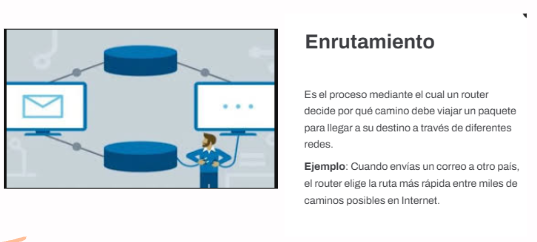 Enrutamiento
Es el proceso mediante el cual un router
decide por qué camino debe viajar un paquete
para llegar a su destino a través de diferentes
redes.
Ejemplo: Cuando envías un correo a otro país,
el router elige la ruta más rápida entre miles de
caminos posibles en Internet.